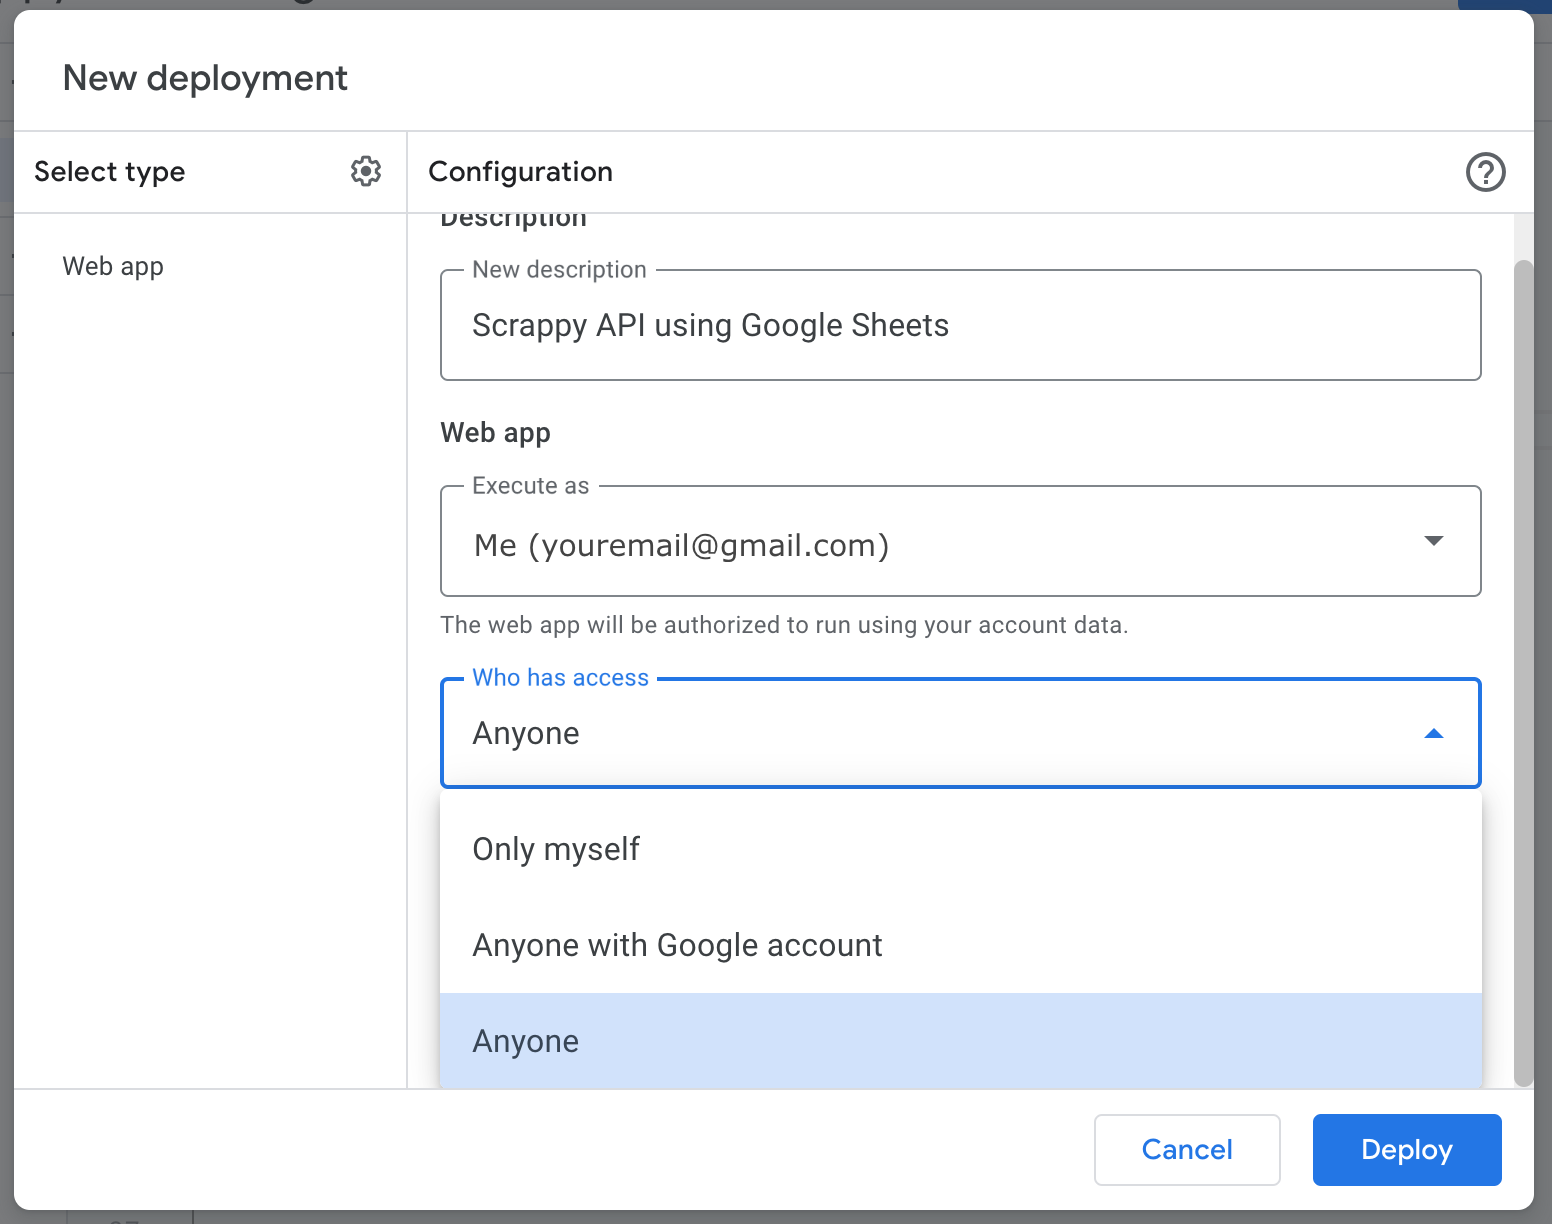 New deployment
Select type
Configuration
Web app
Description
New description
Scrappy API using Google Sheets
Web app
Execute as
Me (youremail@gmail.com)
The web app will be authorized to run using your account data.
Who has access
Anyone
Only myself
Anyone with Google account
Anyone
Cancel
Deploy